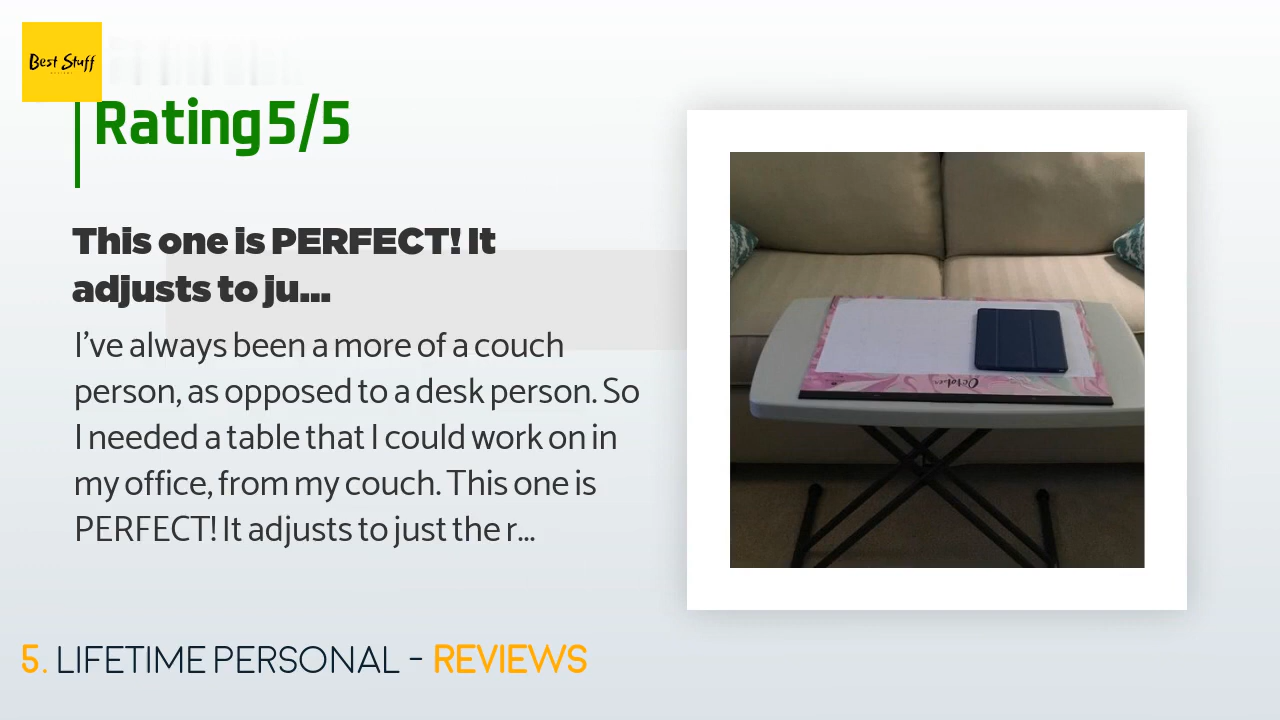 Best Stuff
Rating 5/5
This one is PERFECT! It
adjusts to ju...
I've always been a more of a couch
person, as opposed to a desk person. So
I needed a table that I could work on in
my office, from my couch. This one is
PERFECT! It adjusts to just the r...
October
5. LIFETIME PERSONAL - REVIEWS